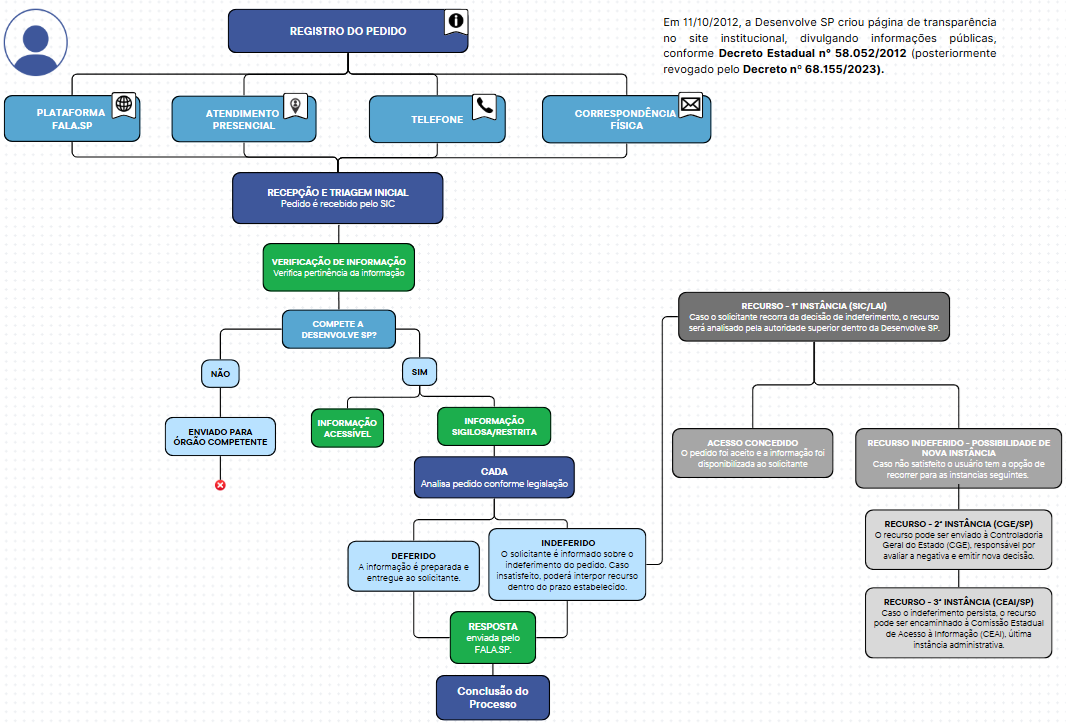 REGISTRO DO PEDIDO
Em 11/10/2012, a Desenvolve SP criou página de transparência
no site institucional, divulgando informações públicas,
conforme Decreto Estadual nº 58.052/2012 (posteriormente
revogado pelo Decreto nº 68.155/2023).
PLATAFORMA
FALA.SP
ATENDIMENTO
PRESENCIAL
TELEFONE
CORRESPONDÊNCIA
FÍSICA
RECEPÇÃO E TRIAGEM INICIAL
Pedido é recebido pelo SIC
VERIFICAÇÃO DE INFORMAÇÃO
Verifica pertinência da informação
COMPETE A
DESENVOLVE SP?
NÃO
SIM
ENVIADO PARA
ÓRGÃO COMPETENTE
INFORMAÇÃO
ACESSÍVEL
INFORMAÇÃO
SIGILOSA/RESTRITA
CADA
Analisa pedido conforme legislação
DEFERIDO
A informação é preparada e
entregue ao solicitante.
INDEFERIDO
O solicitante é informado sobre o
indeferimento do pedido. Caso
insatisfeito, poderá interpor recurso
dentro do prazo estabelecido.
RESPOSTA
enviada pelo
FALA.SP.
Conclusão do
Processo
RECURSO - 1ª INSTÂNCIA (SIC/LAI)
Caso o solicitante recorra da decisão de indeferimento, o recurso
será analisado pela autoridade superior dentro da Desenvolve SP.
ACESSO CONCEDIDO
O pedido foi aceito e a informação foi
disponibilizada ao solicitante
RECURSO INDEFERIDO - POSSIBILIDADE DE
NOVA INSTÂNCIA
Caso não satisfeito o usuário tem a opção de
recorrer para as instancias seguintes.
RECURSO - 2ª INSTÂNCIA (CGE/SP)
O recurso pode ser enviado à Controladoria
Geral do Estado (CGE), responsável por
avaliar a negativa e emitir nova decisão.
RECURSO - 3ª INSTÂNCIA (CEAI/SP)
Caso o indeferimento persista, o recurso
pode ser encaminhado à Comissão Estadual
de Acesso à Informação (CEAI), última
instância administrativa.